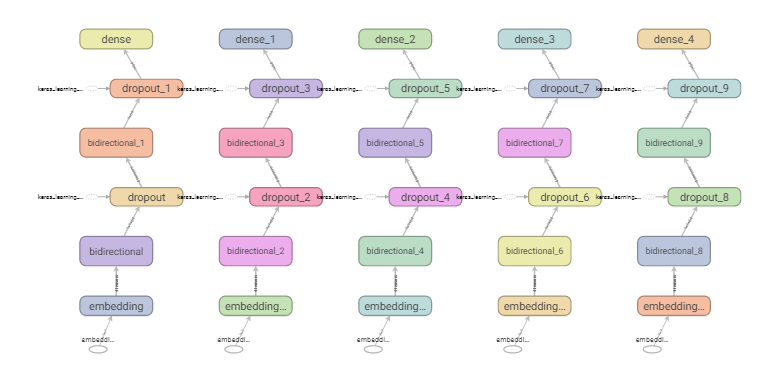 dense dense_1 dense_2 dense_3 dense_4
keras_learning... dropout_1 keras_learning... dropout_3 keras_learning... dropout_5 keras_learning... dropout_7 keras_learning... dropout_9
bidirectional_1 bidirectional_3 bidirectional_5 bidirectional_7 bidirectional_9
keras_learning... dropout keras_learning... dropout_2 keras_learning... dropout_4 keras_learning... dropout_6 keras_learning... dropout_8
bidirectional bidirectional_2 bidirectional_4 bidirectional_6 bidirectional_8
embedding embedding... embedding... embedding... embedding...
embeddi... embeddi... embeddi... embeddi... embeddi...